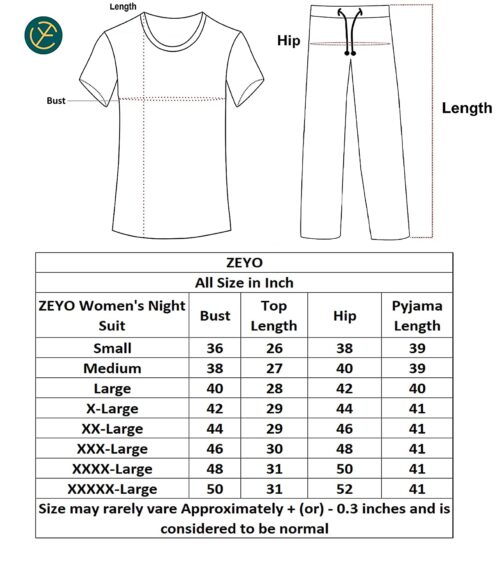 Length
Bust
Hip
Length
ZEYO
All Size in Inch
ZEYO Women's Night Suit Bust Top Length Hip Pyjama Length
Small 36 26 38 39
Medium 38 27 40 39
Large 40 28 42 40
X-Large 42 29 44 41
XX-Large 44 29 46 41
XXX-Large 46 30 48 41
XXXX-Large 48 31 50 41
XXXXX-Large 50 31 52 41
Size may rarely vare Approximately + (or) - 0.3 inches and is
considered to be normal